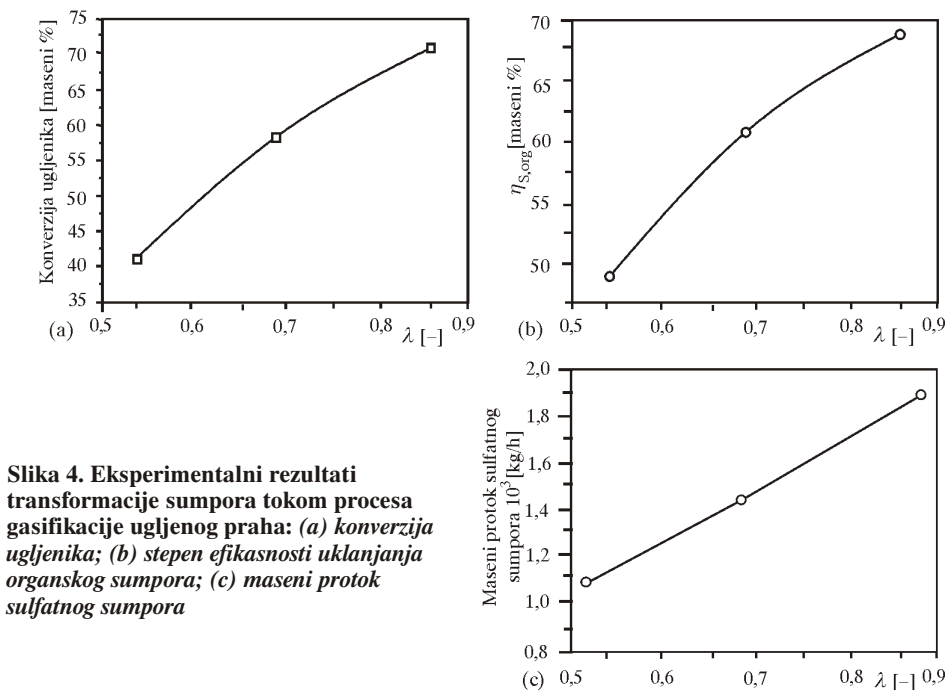 Konverzija ugljenika [maseni %]
75
70
65
60
55
50
45
40
35
(a)
0,5 0,6 0,7 0,8 0,9
λ [–]
η_S,org [maseni %]
70
65
60
55
50
(b)
0,5 0,6 0,7 0,8 0,9
λ [–]
Slika 4. Eksperimentalni rezultati
transformacije sumpora tokom procesa
gasifikacije ugljenog praha: (a) konverzija
ugljenika; (b) stepen efikasnosti uklanjanja
organskog sumpora; (c) maseni protok
sulfatnog sumpora
Maseni protok sulfatnog
sumpora 10³ [kg/h]
2,0
1,8
1,6
1,4
1,2
1,0
0,8
(c)
0,5 0,6 0,7 0,8 0,9
λ [–]